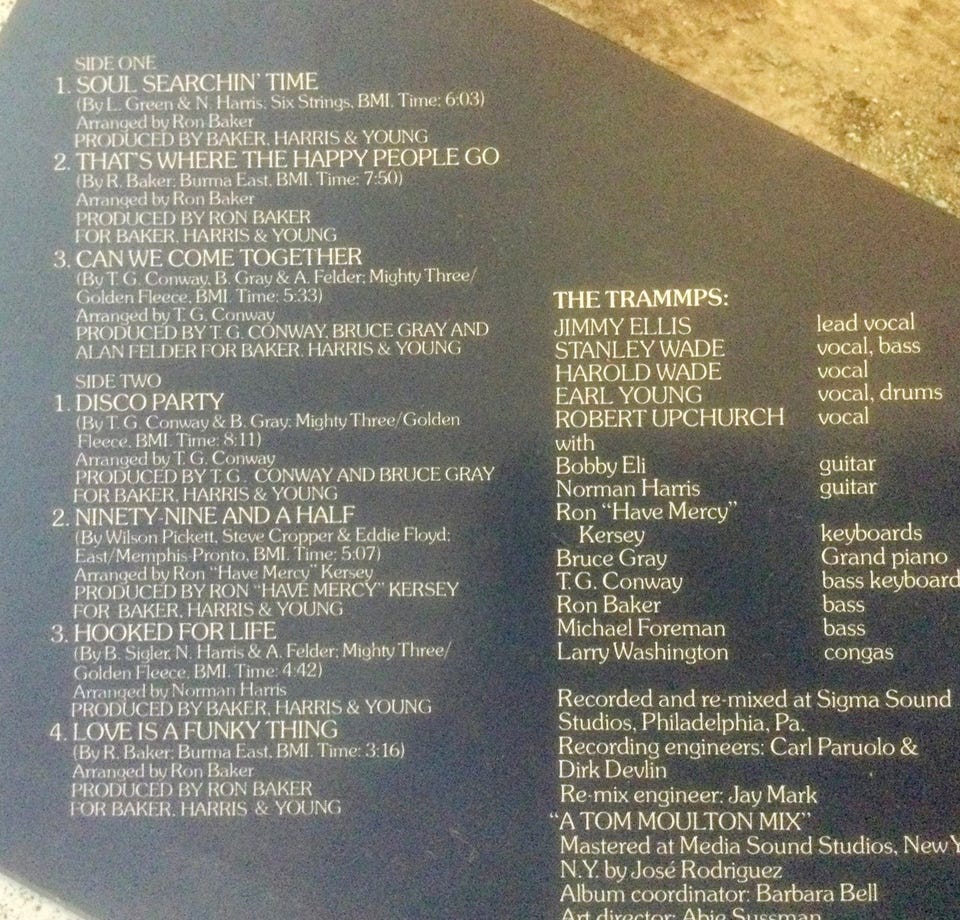 SIDE ONE
1. SOUL SEARCHIN' TIME
(By L. Green & N. Harris; Six Strings, BMI. Time: 6:03)
Arranged by Ron Baker
PRODUCED BY BAKER, HARRIS & YOUNG
2. THAT'S WHERE THE HAPPY PEOPLE GO
(By R. Baker; Burma East, BMI. Time: 7:50)
Arranged by Ron Baker
PRODUCED BY RON BAKER
FOR BAKER, HARRIS & YOUNG
3. CAN WE COME TOGETHER
(By T. G. Conway, B. Gray & A. Felder; Mighty Three/
Golden Fleece, BMI. Time: 5:33)
Arranged by T. G. Conway
PRODUCED BY T. G. CONWAY, BRUCE GRAY AND
ALAN FELDER FOR BAKER, HARRIS & YOUNG
SIDE TWO
1. DISCO PARTY
(By T. G. Conway & B. Gray; Mighty Three/Golden
Fleece, BMI. Time: 8:11)
Arranged by T. G. Conway
PRODUCED BY T. G. CONWAY AND BRUCE GRAY
FOR BAKER, HARRIS & YOUNG
2. NINETY-NINE AND A HALF
(By Wilson Pickett, Steve Cropper & Eddie Floyd;
East/Memphis-Pronto, BMI. Time: 5:07)
Arranged by Ron "Have Mercy" Kersey
PRODUCED BY RON "HAVE MERCY" KERSEY
FOR BAKER, HARRIS & YOUNG
3. HOOKED FOR LIFE
(By B. Sigler, N. Harris & A. Felder; Mighty Three/
Golden Fleece, BMI. Time: 4:42)
Arranged by Norman Harris
PRODUCED BY BAKER, HARRIS & YOUNG
4. LOVE IS A FUNKY THING
(By R. Baker; Burma East, BMI. Time: 3:16)
Arranged by Ron Baker
PRODUCED BY RON BAKER
FOR BAKER, HARRIS & YOUNG
THE TRAMMPS:
JIMMY ELLIS lead vocal
STANLEY WADE vocal, bass
HAROLD WADE vocal
EARL YOUNG vocal, drums
ROBERT UPCHURCH vocal
with
Bobby Eli guitar
Norman Harris guitar
Ron "Have Mercy"
Kersey keyboards
Bruce Gray Grand piano
T.G. Conway bass keyboard
Ron Baker bass
Michael Foreman bass
Larry Washington congas
Recorded and re-mixed at Sigma Sound
Studios, Philadelphia, Pa.
Recording engineers: Carl Paruolo &
Dirk Devlin
Re-mix engineer: Jay Mark
"A TOM MOULTON MIX"
Mastered at Media Sound Studios, New Y
N.Y. by José Rodriguez
Album coordinator: Barbara Bell
Art director: Abie Sussman